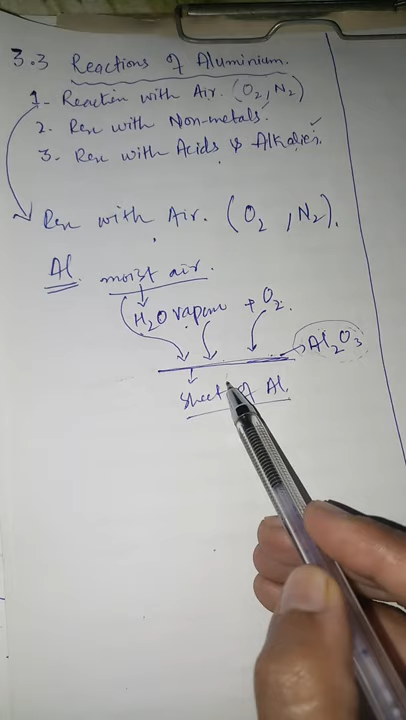 3.3 Reactions of Aluminium.
1- Reaction with Air. (O2, N2)
2. Rxn with Non-metals.
3- Rxn with Acids & Alkalies.
Rxn with Air. (O2, N2).
Al. moist air.
H2O vapour + O2.
Al2O3
Sheet of Al.